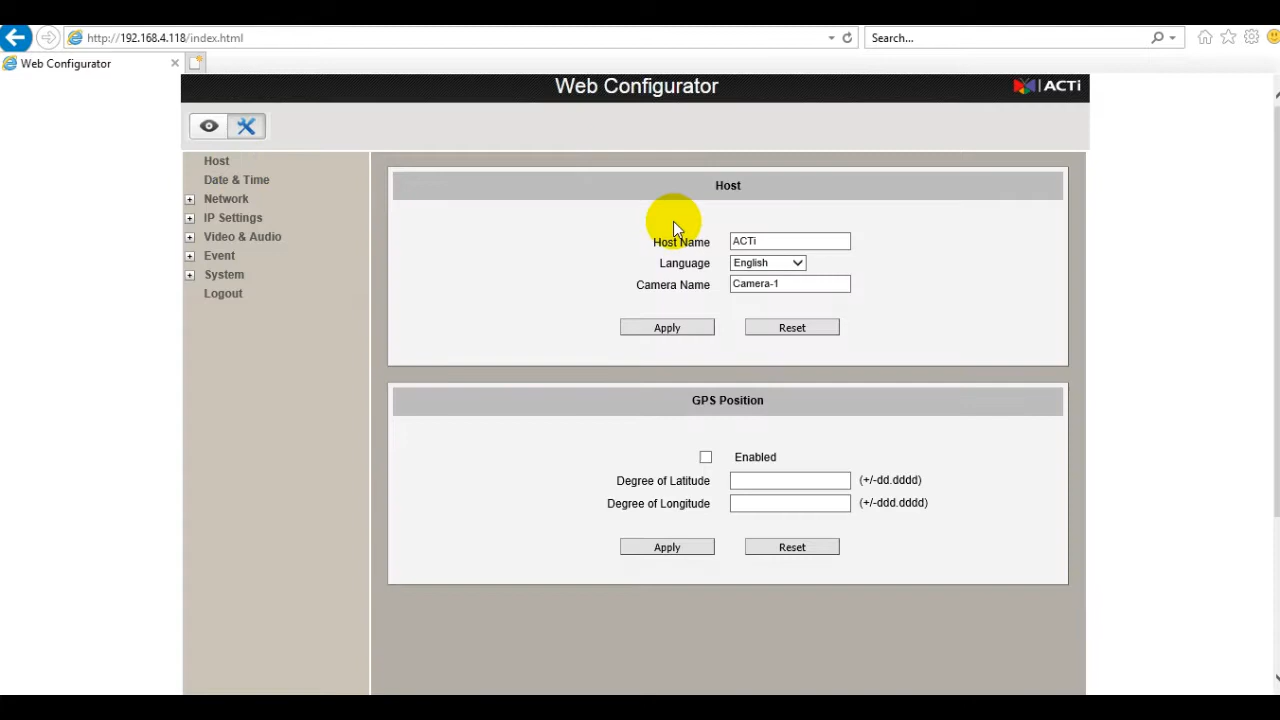 http://192.168.4.118/index.html
Search...
Web Configurator
Web Configurator
ACTi
Host
Date & Time
Network
IP Settings
Video & Audio
Event
System
Logout
Host
Host Name ACTi
Language English
Camera Name Camera-1
Apply Reset
GPS Position
Enabled
Degree of Latitude (+/-dd.dddd)
Degree of Longitude (+/-ddd.dddd)
Apply Reset